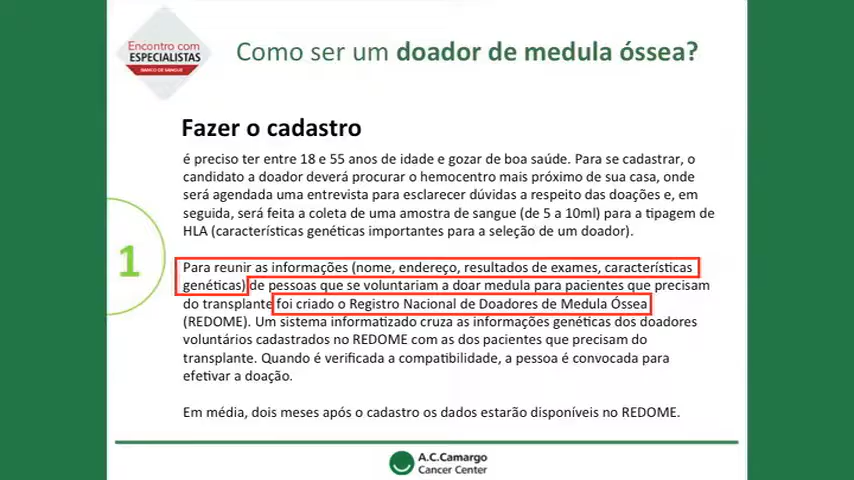 Encontro com
ESPECIALISTAS
BANCO DE SANGUE
Como ser um doador de medula óssea?
Fazer o cadastro
é preciso ter entre 18 e 55 anos de idade e gozar de boa saúde. Para se cadastrar, o
candidato a doador deverá procurar o hemocentro mais próximo de sua casa, onde
será agendada uma entrevista para esclarecer dúvidas a respeito das doações e, em
seguida, será feita a coleta de uma amostra de sangue (de 5 a 10ml) para a tipagem de
HLA (características genéticas importantes para a seleção de um doador).
1
Para reunir as informações (nome, endereço, resultados de exames, características
genéticas) de pessoas que se voluntariam a doar medula para pacientes que precisam
do transplante foi criado o Registro Nacional de Doadores de Medula Óssea
(REDOME). Um sistema informatizado cruza as informações genéticas dos doadores
voluntários cadastrados no REDOME com as dos pacientes que precisam do
transplante. Quando é verificada a compatibilidade, a pessoa é convocada para
efetivar a doação.
Em média, dois meses após o cadastro os dados estarão disponíveis no REDOME.
A.C.Camargo
Cancer Center